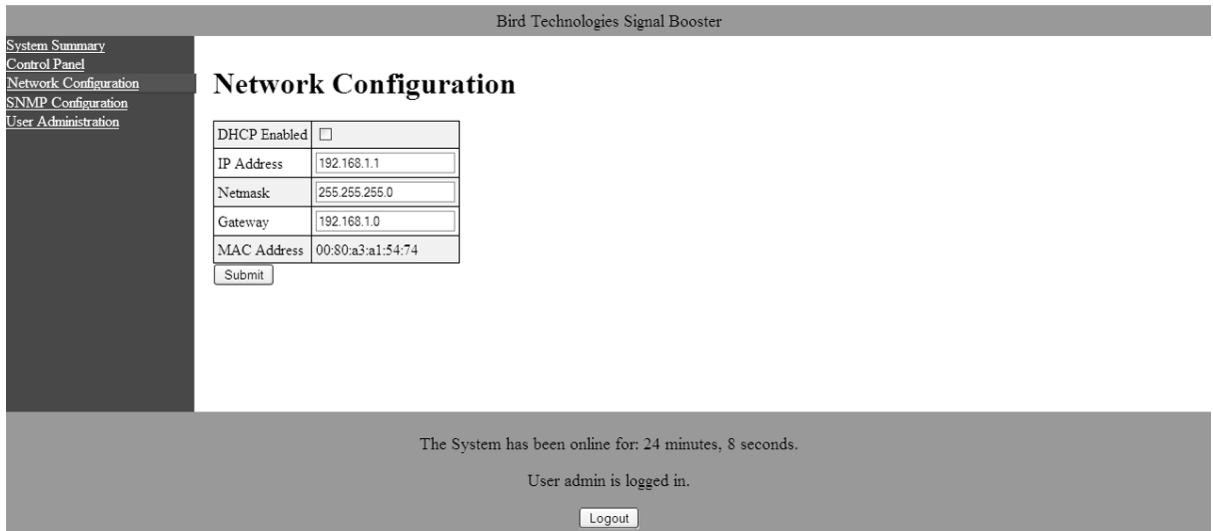 Bird Technologies Signal Booster
System Summary
Control Panel
Network Configuration
SNMP Configuration
User Administration
Network Configuration
DHCP Enabled
IP Address 192.168.1.1
Netmask 255.255.255.0
Gateway 192.168.1.0
MAC Address 00:80:a3:a1:54:74
Submit
The System has been online for: 24 minutes, 8 seconds.
User admin is logged in.
Logout